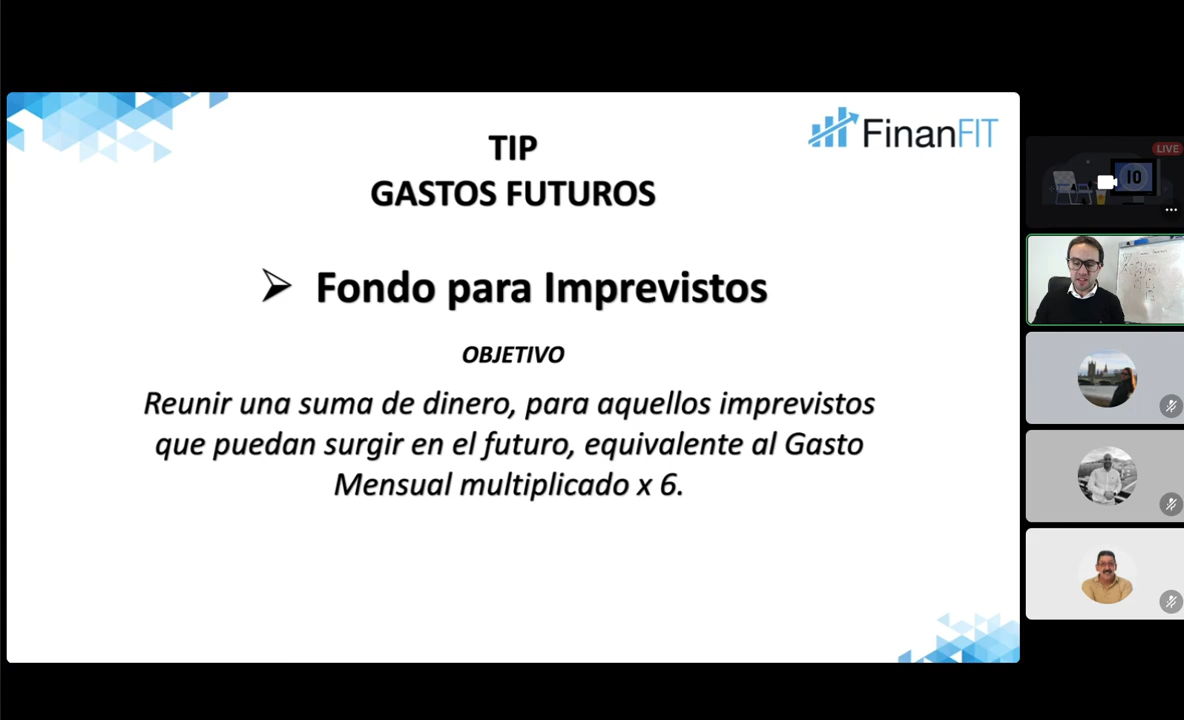 FinanFIT
TIP
GASTOS FUTUROS
Fondo para Imprevistos
OBJETIVO
Reunir una suma de dinero, para aquellos imprevistos
que puedan surgir en el futuro, equivalente al Gasto
Mensual multiplicado x 6.
LIVE
10